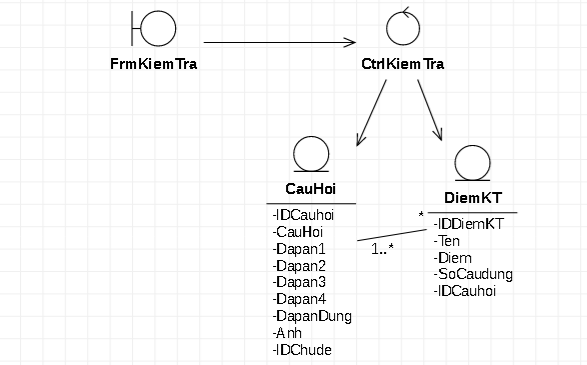 FrmKiemTra
CtrlKiemTra
CauHoi
-IDCauhoi
-CauHoi
-Dapan1
-Dapan2
-Dapan3
-Dapan4
-DapanDung
-Anh
-IDChude
1..*
*
DiemKT
-IDDiemKT
-Ten
-Diem
-SoCaudung
-IDCauhoi